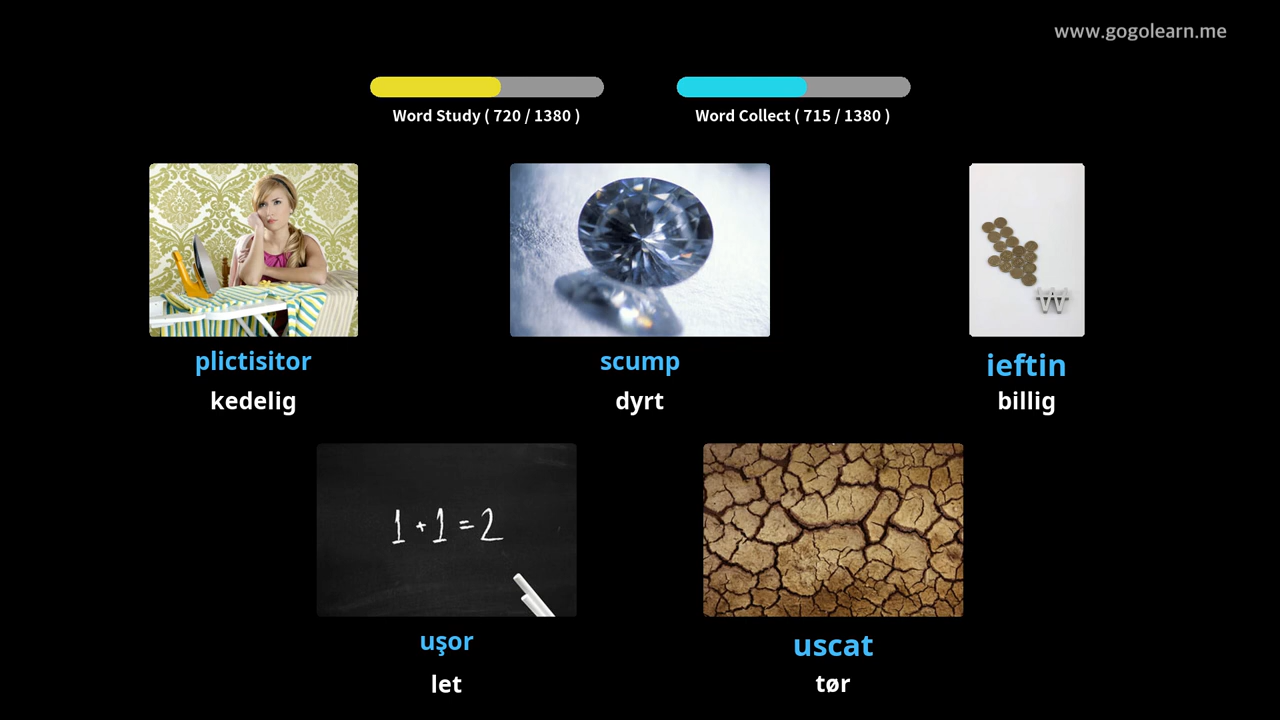 www.gogolearn.me
Word Study ( 720 / 1380 )
Word Collect ( 715 / 1380 )
plictisitor
scump
ieftin
kedelig
dyrt
billig
1 + 1 = 2
uşor
uscat
let
tør